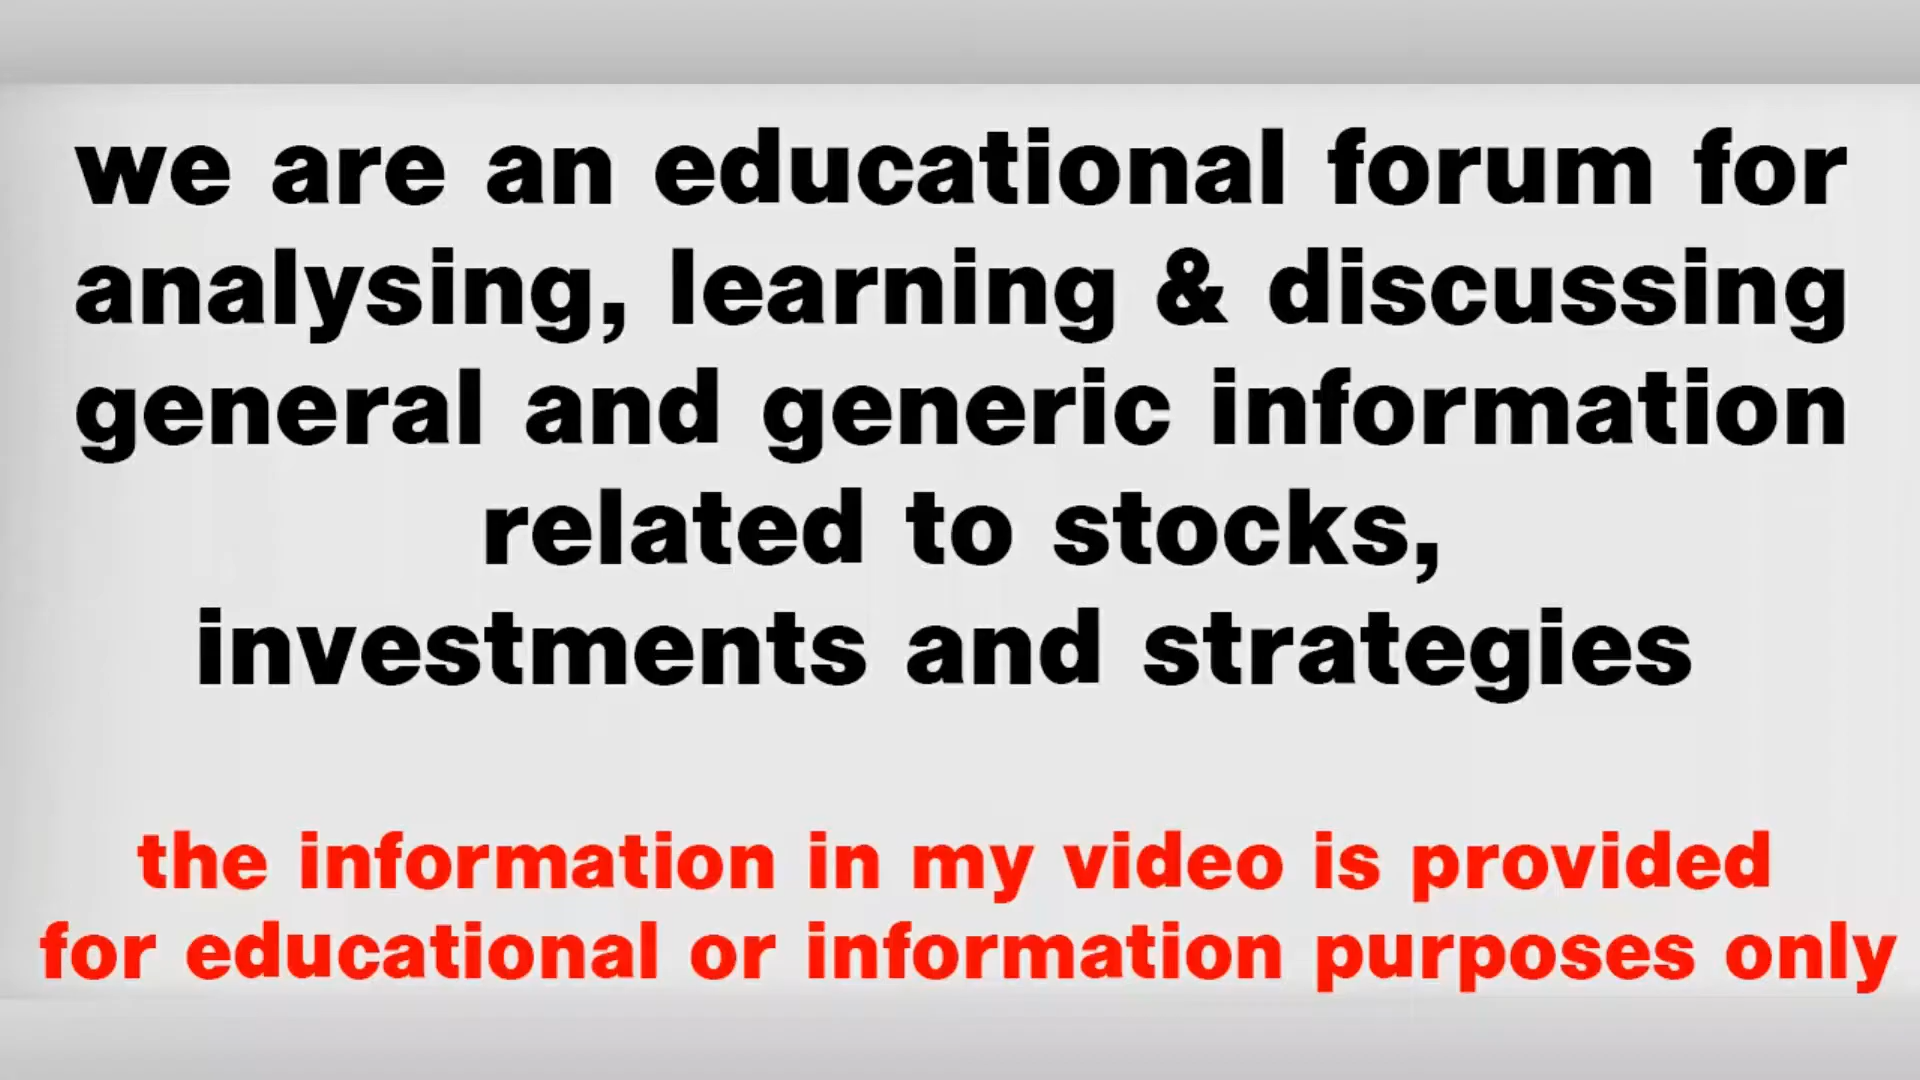 we are an educational forum for
analysing, learning & discussing
general and generic information
related to stocks,
investments and strategies
the information in my video is provided
for educational or information purposes only